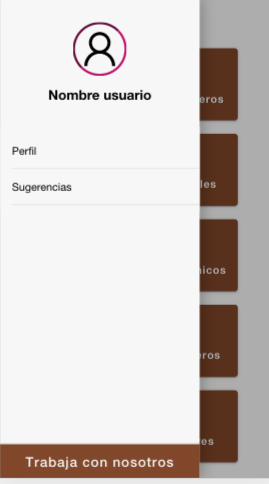 Nombre usuario
Perfil
Sugerencias
Trabaja con nosotros